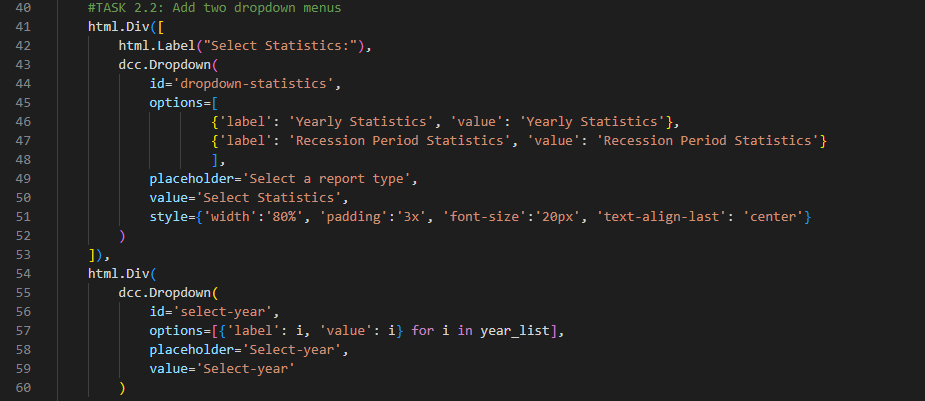 40 #TASK 2.2: Add two dropdown menus
41 html.Div([
42 html.Label("Select Statistics:"),
43 dcc.Dropdown(
44 id='dropdown-statistics',
45 options=[
46 {'label': 'Yearly Statistics', 'value': 'Yearly Statistics'},
47 {'label': 'Recession Period Statistics', 'value': 'Recession Period Statistics'}
48 ],
49 placeholder='Select a report type',
50 value='Select Statistics',
51 style={'width':'80%', 'padding':'3x', 'font-size':'20px', 'text-align-last': 'center'}
52 )
53 ]),
54 html.Div(
55 dcc.Dropdown(
56 id='select-year',
57 options=[{'label': i, 'value': i} for i in year_list],
58 placeholder='Select-year',
59 value='Select-year'
60 )